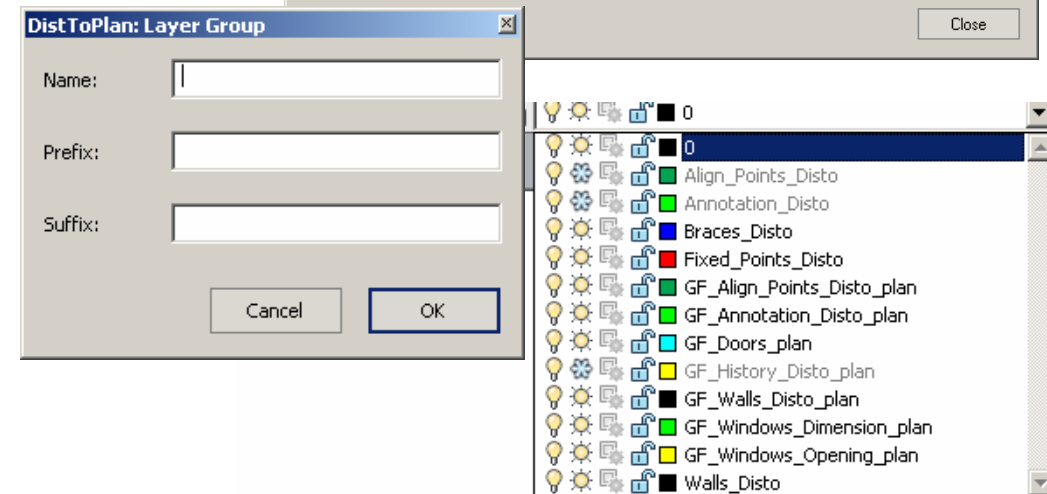 DistToPlan: Layer Group
Name:
Prefix:
Suffix:
Cancel OK
Close
0
0
Align_Points_Disto
Annotation_Disto
Braces_Disto
Fixed_Points_Disto
GF_Align_Points_Disto_plan
GF_Annotation_Disto_plan
GF_Doors_plan
GF_History_Disto_plan
GF_Walls_Disto_plan
GF_Windows_Dimension_plan
GF_Windows_Opening_plan
Walls_Disto